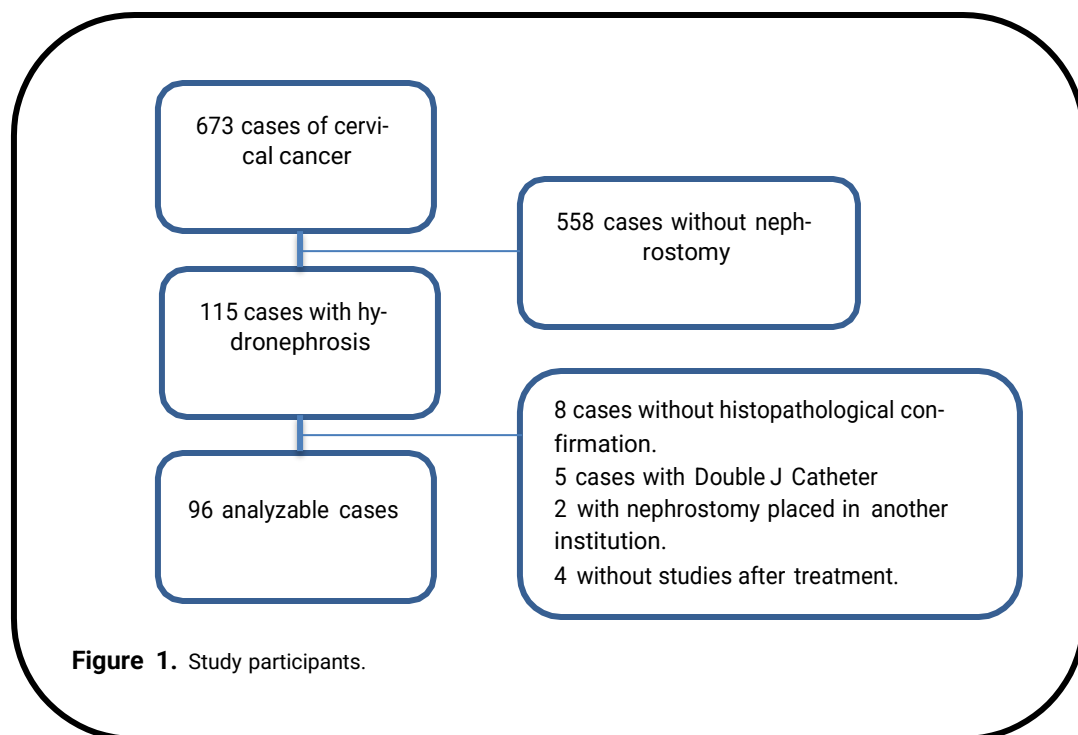 673 cases of cervi-
cal cancer
558 cases without neph-
rostomy
115 cases with hy-
dronephrosis
8 cases without histopathological con-
firmation.
5 cases with Double J Catheter
2 with nephrostomy placed in another
institution.
4 without studies after treatment.
96 analyzable cases
Figure 1. Study participants.